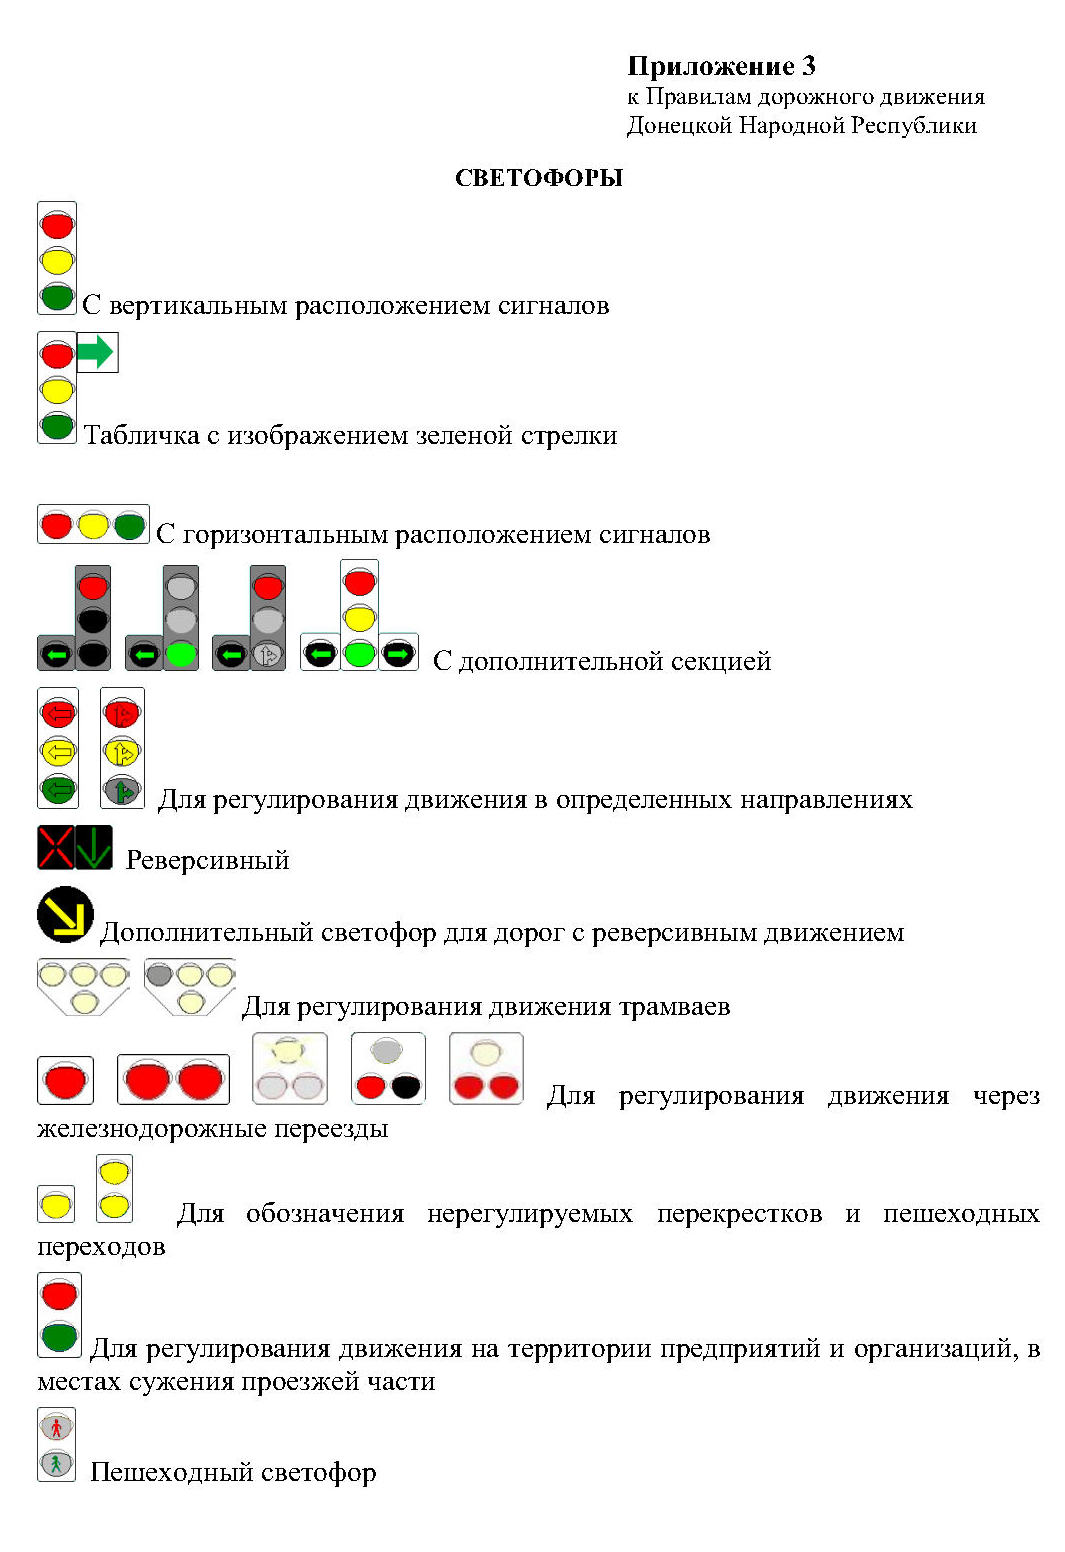 Приложение 3
к Правилам дорожного движения
Донецкой Народной Республики
СВЕТОФОРЫ
С вертикальным расположением сигналов
Табличка с изображением зеленой стрелки
С горизонтальным расположением сигналов
С дополнительной секцией
Для регулирования движения в определенных направлениях
Реверсивный
Дополнительный светофор для дорог с реверсивным движением
Для регулирования движения трамваев
Для регулирования движения через
железнодорожные переезды
Для обозначения нерегулируемых перекрестков и пешеходных
переходов
Для регулирования движения на территории предприятий и организаций, в
местах сужения проезжей части
Пешеходный светофор